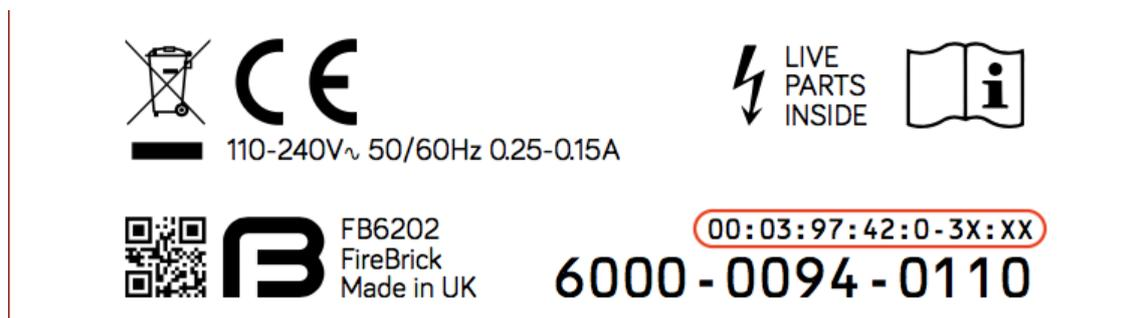 CE
LIVE
PARTS
INSIDE
i
110-240V∿ 50/60Hz 0.25-0.15A
FB6202
FireBrick
Made in UK
00:03:97:42:0-3X:XX
6000-0094-0110